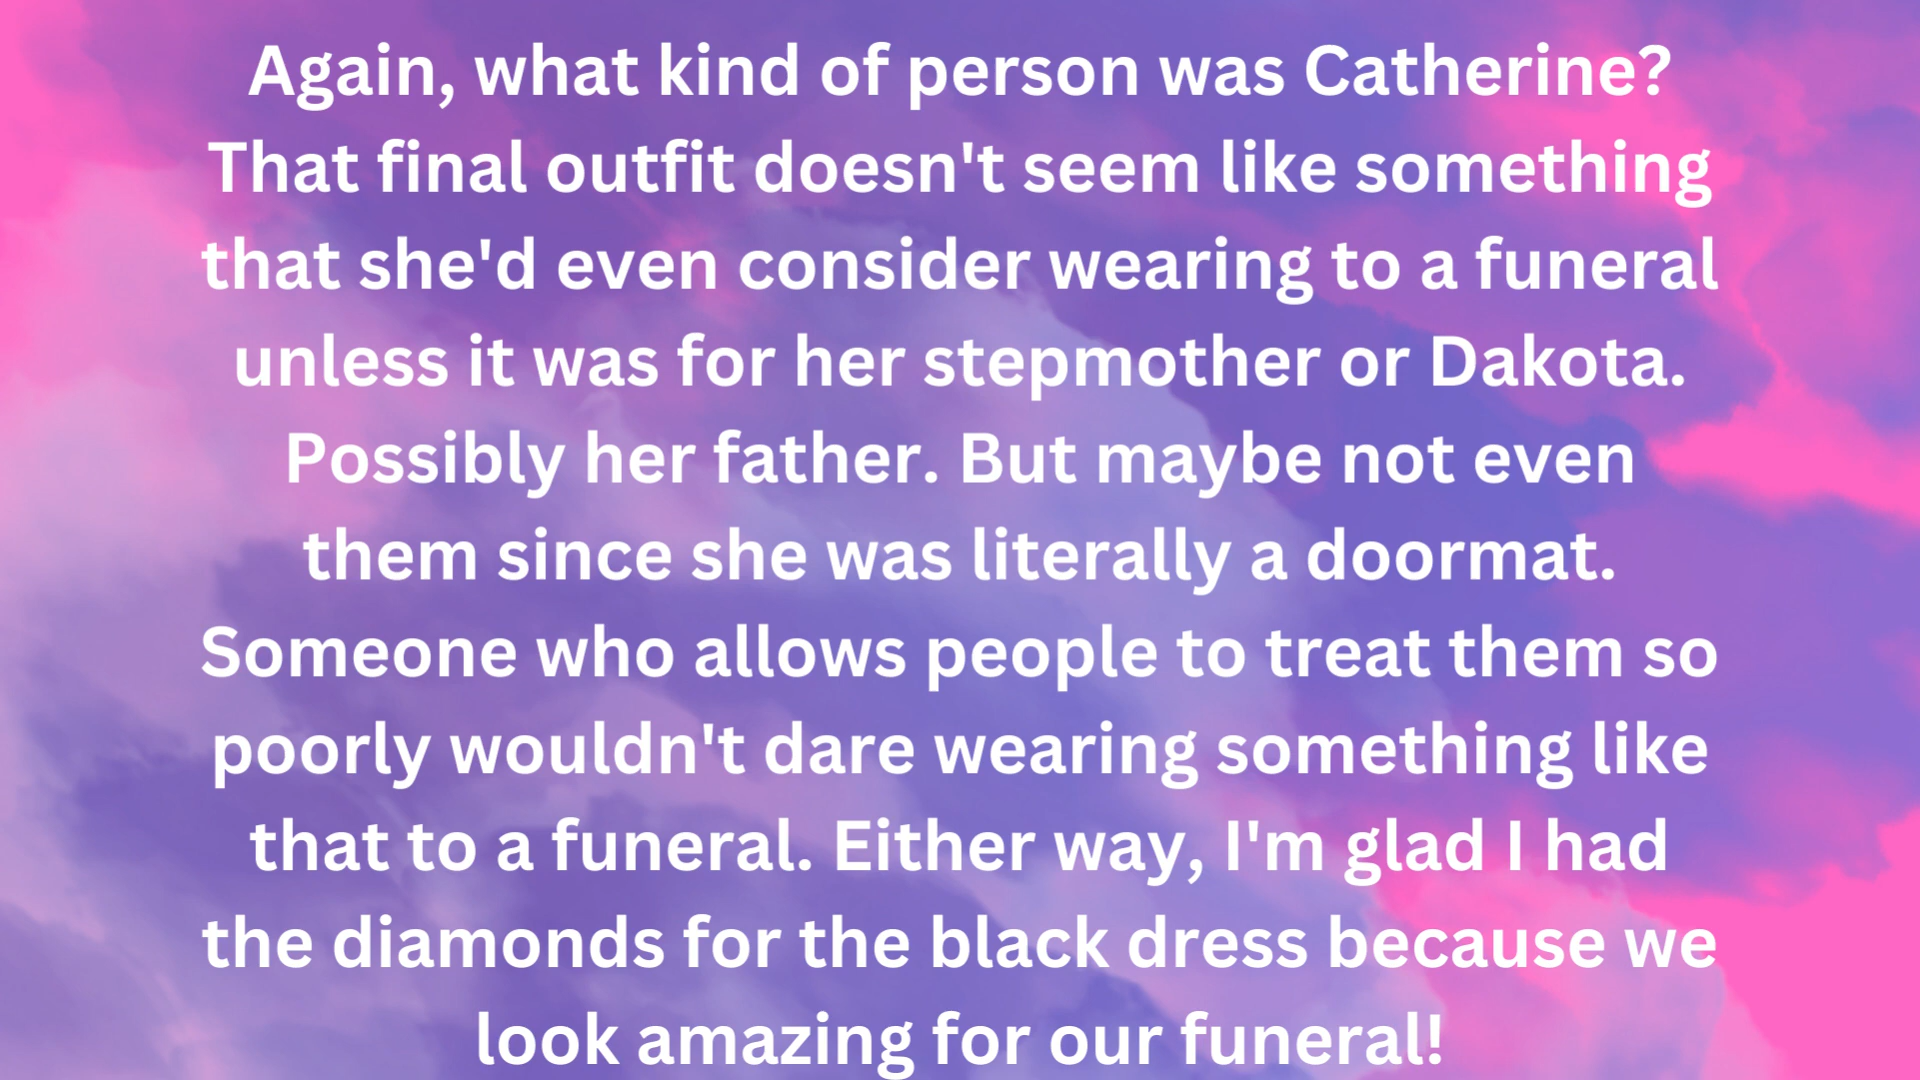 Again, what kind of person was Catherine?
That final outfit doesn't seem like something
that she'd even consider wearing to a funeral
unless it was for her stepmother or Dakota.
Possibly her father. But maybe not even
them since she was literally a doormat.
Someone who allows people to treat them so
poorly wouldn't dare wearing something like
that to a funeral. Either way, I'm glad I had
the diamonds for the black dress because we
look amazing for our funeral!